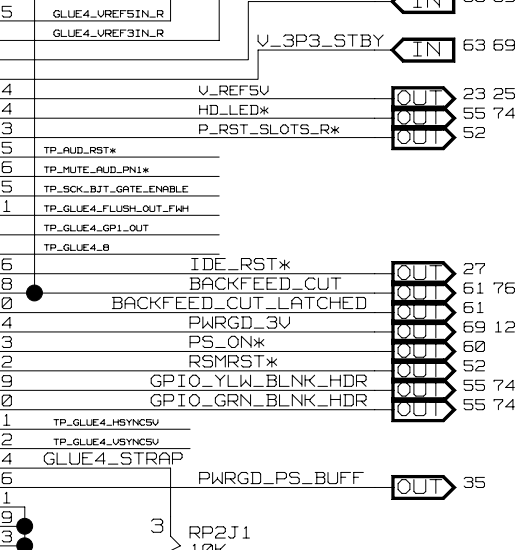 IN
5 GLUE4_VREF5IN_R
GLUE4_VREF3IN_R
V_3P3_STBY IN 63 69
4 V_REF5V OUT 23 25
4 HD_LED* OUT 55 74
3 P_RST_SLOTS_R* OUT 52
5 TP_AUD_RST*
6 TP_MUTE_AUD_PN1*
5 TP_SCK_BJT_GATE_ENABLE
1 TP_GLUE4_FLUSH_OUT_FWH
TP_GLUE4_GP1_OUT
TP_GLUE4_8
6 IDE_RST* OUT 27
8 BACKFEED_CUT OUT 61 76
0 BACKFEED_CUT_LATCHED OUT 61
4 PWRGD_3V OUT 69 12
3 PS_ON* OUT 60
2 RSMRST* OUT 52
9 GPIO_YLW_BLNK_HDR OUT 55 74
0 GPIO_GRN_BLNK_HDR OUT 55 74
1 TP_GLUE4_HSYNC5V
2 TP_GLUE4_VSYNC5V
4 GLUE4_STRAP
6 PWRGD_PS_BUFF OUT 35
1
9
3 3 RP2J1
10K